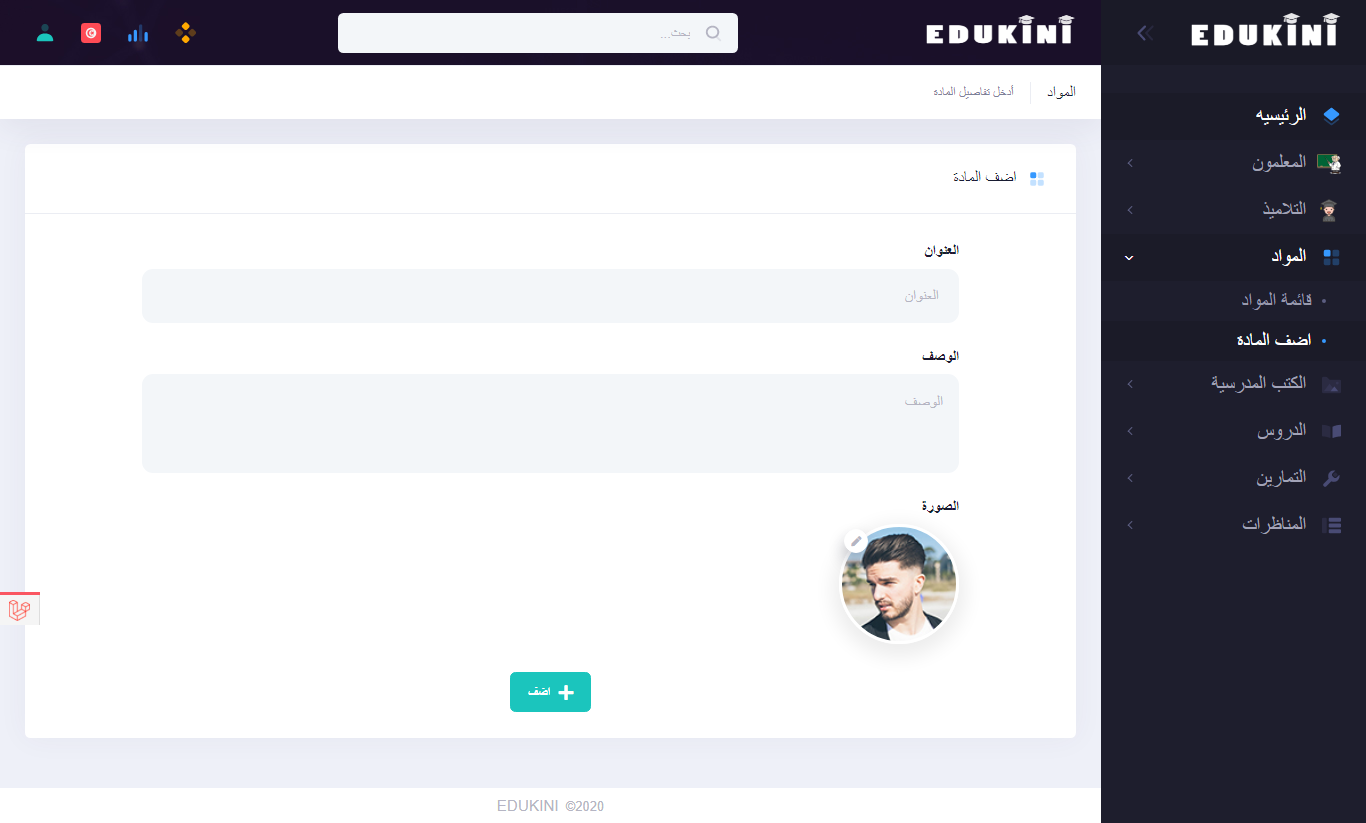 EDUKINI
EDUKINI
بحث...
المواد
أدخل تفاصيل المادة
الرئيسيه
المعلمون
التلاميذ
المواد
قائمة المواد
اضف المادة
الكتب المدرسية
الدروس
التمارين
المناظرات
اضف المادة
العنوان
العنوان
الوصف
الوصف
الصورة
اضف
EDUKINI ©2020